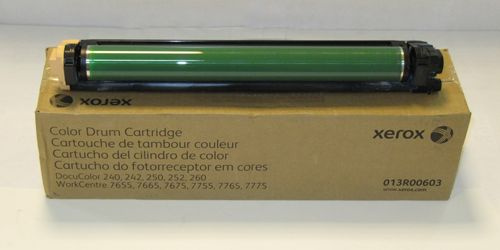 xerox
Color Drum Cartridge
Cartouche de tambour couleur
Cartucho del cilindro de color
Cartucho do fotorreceptor em cores
DocuColor 240, 242, 250, 252, 260
WorkCentre 7655, 7665, 7675, 7755, 7765, 7775
xerox
013R00603
www.xerox.com